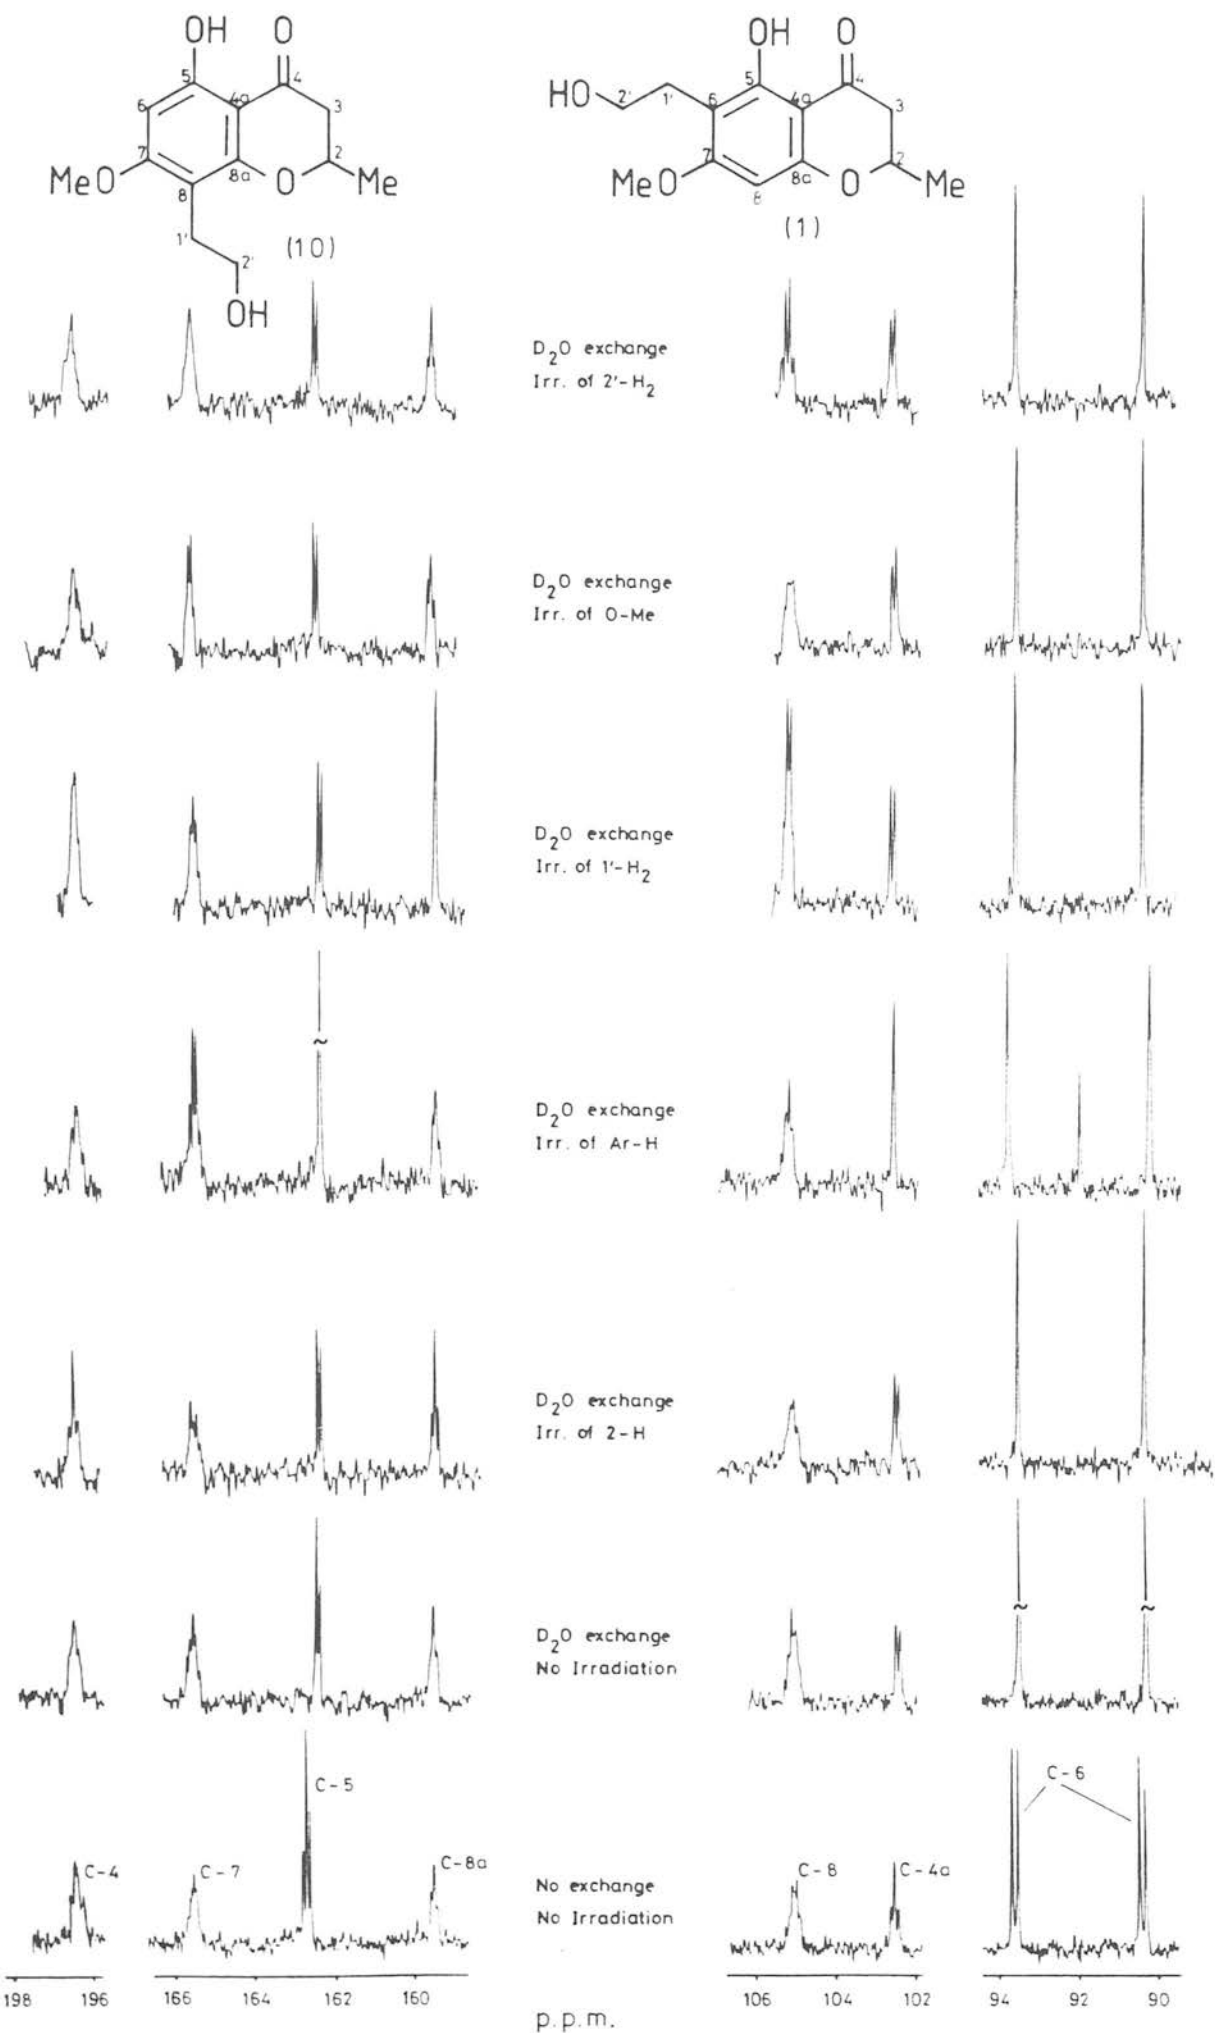 OH O
5 4
6 4a 3
7 8a 2
MeO 8 O Me
1' (10)
2'
OH
OH O
HO 2' 1' 6 5 4a 4 3
7 8a 2
MeO 8 O Me
(1)
D2O exchange
Irr. of 2'-H2
D2O exchange
Irr. of O-Me
D2O exchange
Irr. of 1'-H2
~
D2O exchange
Irr. of Ar-H
D2O exchange
Irr. of 2-H
~ ~
D2O exchange
No Irradiation
C-4 C-7 C-5 C-8a
No exchange
No Irradiation
C-8 C-4a C-6
198 196 166 164 162 160 106 104 102 94 92 90
p.p.m.